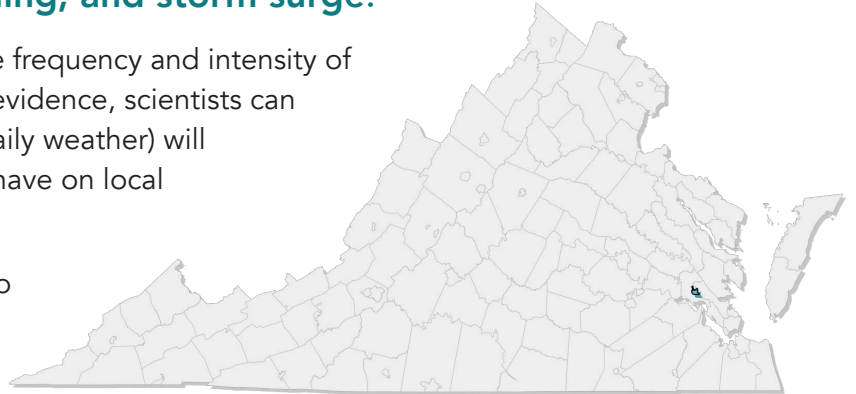 ing, and storm surge.
e frequency and intensity of
evidence, scientists can
aily weather) will
have on local
o